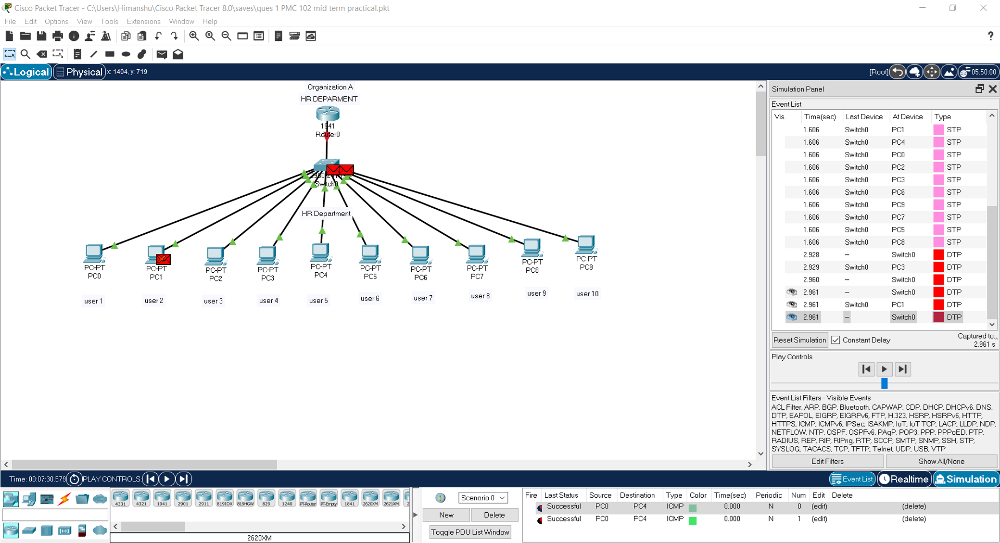 Cisco Packet Tracer - C:\Users\Himanshu\Cisco Packet Tracer 8.0\saves\ques 1 PMC 102 mid term practical.pkt
File Edit Options View Tools Extensions Window Help
Logical Physical x: 1404, y: 719 [Root] 05:50:00
Organization A
HR DEPARMENT
1941
Router0
Switch0
HR Department
PC-PT PC0
PC-PT PC1
PC-PT PC2
PC-PT PC3
PC-PT PC4
PC-PT PC5
PC-PT PC6
PC-PT PC7
PC-PT PC8
PC-PT PC9
user 1 user 2 user 3 user 4 user 5 user 6 user 7 user 8 user 9 user 10
Simulation Panel
Event List
Vis. Time(sec) Last Device At Device Type
1.606 Switch0 PC1 STP
1.606 Switch0 PC4 STP
1.606 Switch0 PC0 STP
1.606 Switch0 PC2 STP
1.606 Switch0 PC3 STP
1.606 Switch0 PC6 STP
1.606 Switch0 PC9 STP
1.606 Switch0 PC7 STP
1.606 Switch0 PC5 STP
1.606 Switch0 PC8 STP
2.928 -- Switch0 DTP
2.929 Switch0 PC3 DTP
2.960 -- Switch0 DTP
2.961 -- Switch0 DTP
2.961 Switch0 PC1 DTP
2.961 -- Switch0 DTP
Reset Simulation Constant Delay Captured to:
2.961 s
Play Controls
Event List Filters - Visible Events
ACL Filter, ARP, BGP, Bluetooth, CAPWAP, CDP, DHCP, DHCPv6, DNS,
DTP, EAPOL, EIGRP, EIGRPv6, FTP, H.323, HSRP, HSRPv6, HTTP,
HTTPS, ICMP, ICMPv6, IPSec, ISAKMP, IoT, IoT TCP, LACP, LLDP, NDP,
NETFLOW, NTP, OSPF, OSPFv6, PAgP, POP3, PPP, PPPoED, PTP,
RADIUS, REP, RIP, RIPng, RTP, SCCP, SMTP, SNMP, SSH, STP,
SYSLOG, TACACS, TCP, TFTP, Telnet, UDP, USB, VTP
Edit Filters Show All/None
Time: 00:07:30.579 PLAY CONTROLS: Event List Realtime Simulation
4331 4321 1941 2901 2911 819IOX 819HGW 829 1240 PT-Router PT-Empty 1841 2620XM 2621XM 2
2620XM
Scenario 0
New Delete
Toggle PDU List Window
Fire Last Status Source Destination Type Color Time(sec) Periodic Num Edit Delete
Successful PC0 PC4 ICMP 0.000 N 0 (edit) (delete)
Successful PC0 PC4 ICMP 0.000 N 1 (edit) (delete)